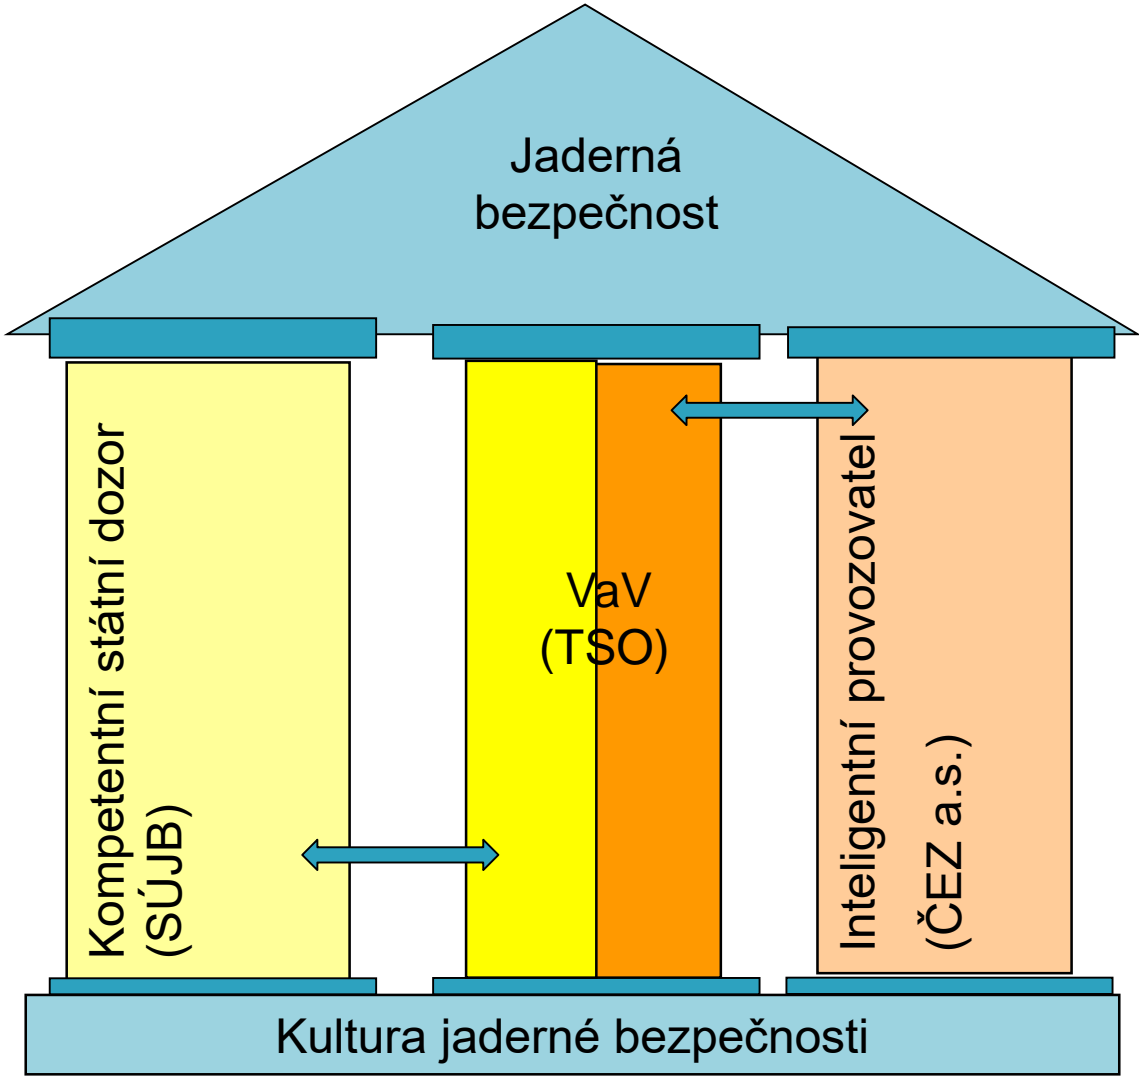 Jaderná
bezpečnost
Kompetentní státní dozor
(SÚJB)
VaV
(TSO)
Inteligentní provozovatel
(ČEZ a.s.)
Kultura jaderné bezpečnosti